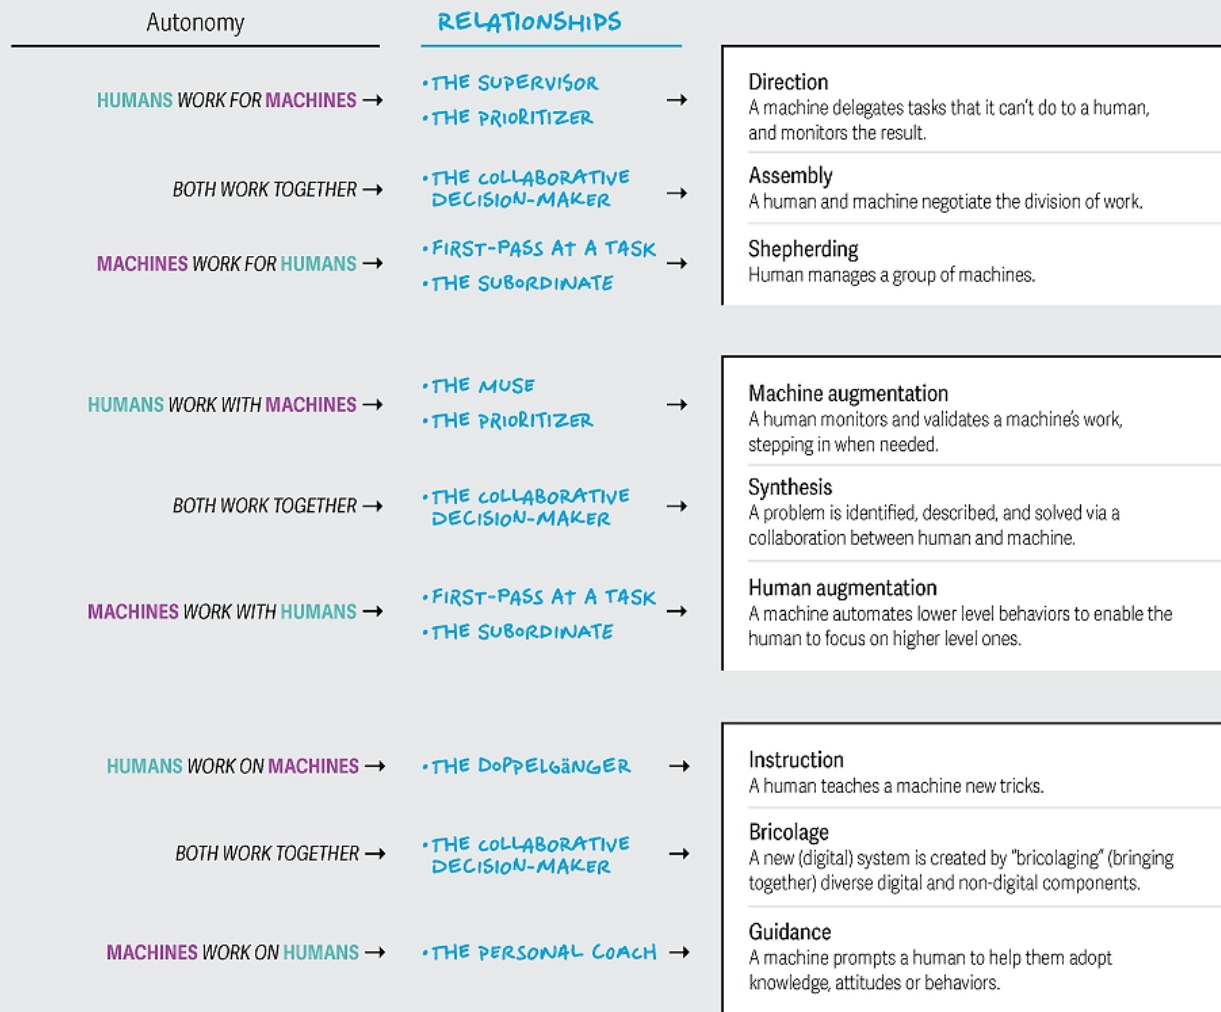 Autonomy
RELATIONSHIPS
HUMANS WORK FOR MACHINES →
•THE SUPERVISOR
•THE PRIORITIZER
→
Direction
A machine delegates tasks that it can't do to a human,
and monitors the result.
BOTH WORK TOGETHER →
•THE COLLABORATIVE
DECISION-MAKER
→
Assembly
A human and machine negotiate the division of work.
MACHINES WORK FOR HUMANS →
•FIRST-PASS AT A TASK
•THE SUBORDINATE
→
Shepherding
Human manages a group of machines.
HUMANS WORK WITH MACHINES →
•THE MUSE
•THE PRIORITIZER
→
Machine augmentation
A human monitors and validates a machine's work,
stepping in when needed.
BOTH WORK TOGETHER →
•THE COLLABORATIVE
DECISION-MAKER
→
Synthesis
A problem is identified, described, and solved via a
collaboration between human and machine.
MACHINES WORK WITH HUMANS →
•FIRST-PASS AT A TASK
•THE SUBORDINATE
→
Human augmentation
A machine automates lower level behaviors to enable the
human to focus on higher level ones.
HUMANS WORK ON MACHINES →
•THE DOPPELGÄNGER
→
Instruction
A human teaches a machine new tricks.
BOTH WORK TOGETHER →
•THE COLLABORATIVE
DECISION-MAKER
→
Bricolage
A new (digital) system is created by "bricolaging" (bringing
together) diverse digital and non-digital components.
MACHINES WORK ON HUMANS →
•THE PERSONAL COACH
→
Guidance
A machine prompts a human to help them adopt
knowledge, attitudes or behaviors.